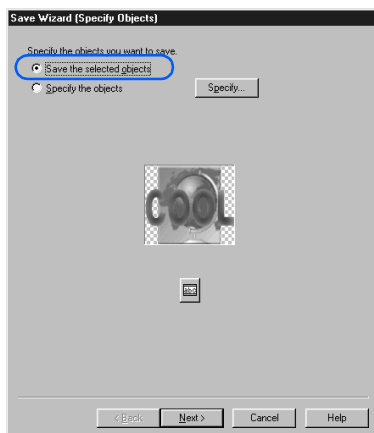 Save Wizard (Specify Objects)
Specify the objects you want to save.
Save the selected objects
Specify the objects
Specify...
COOL
abc
< Back
Next >
Cancel
Help